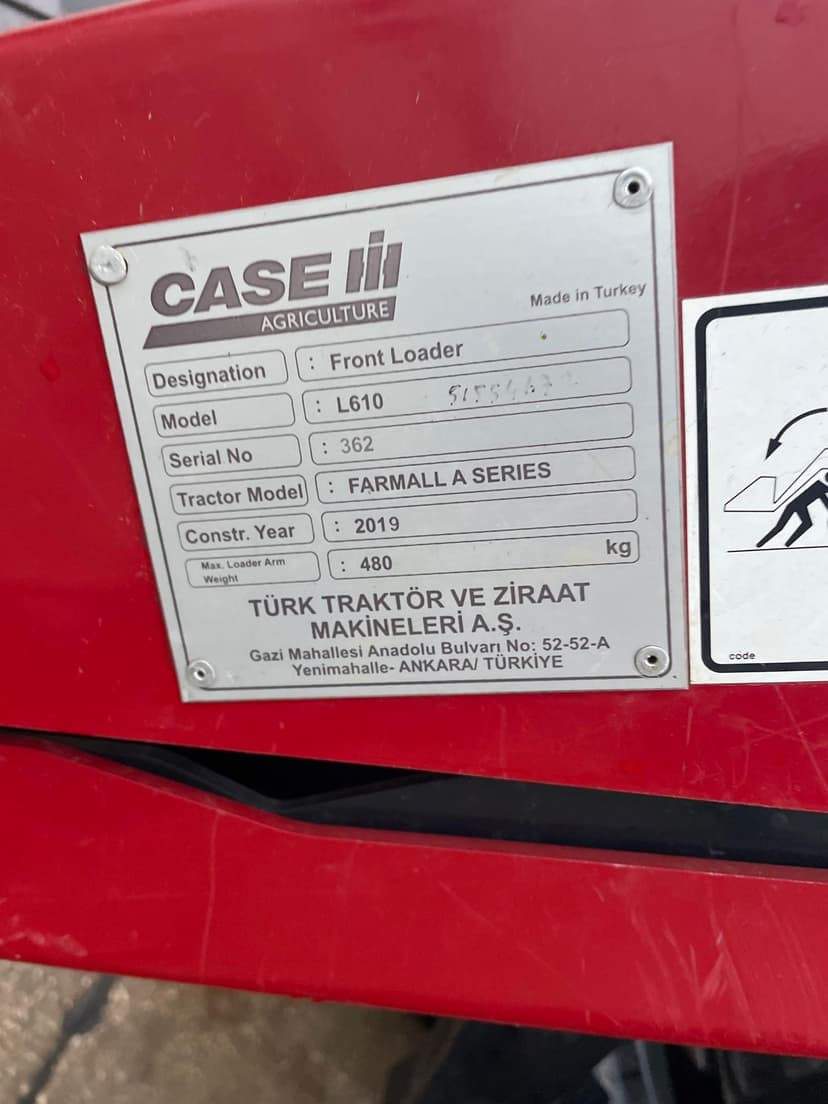 CASE IH
AGRICULTURE
Made in Turkey
Designation : Front Loader
Model : L610
Serial No : 362
Tractor Model : FARMALL A SERIES
Constr. Year : 2019
Max. Loader Arm Weight : 480 kg
TÜRK TRAKTÖR VE ZİRAAT
MAKİNELERİ A.Ş.
Gazi Mahallesi Anadolu Bulvarı No: 52-52-A
Yenimahalle- ANKARA/ TÜRKİYE
code